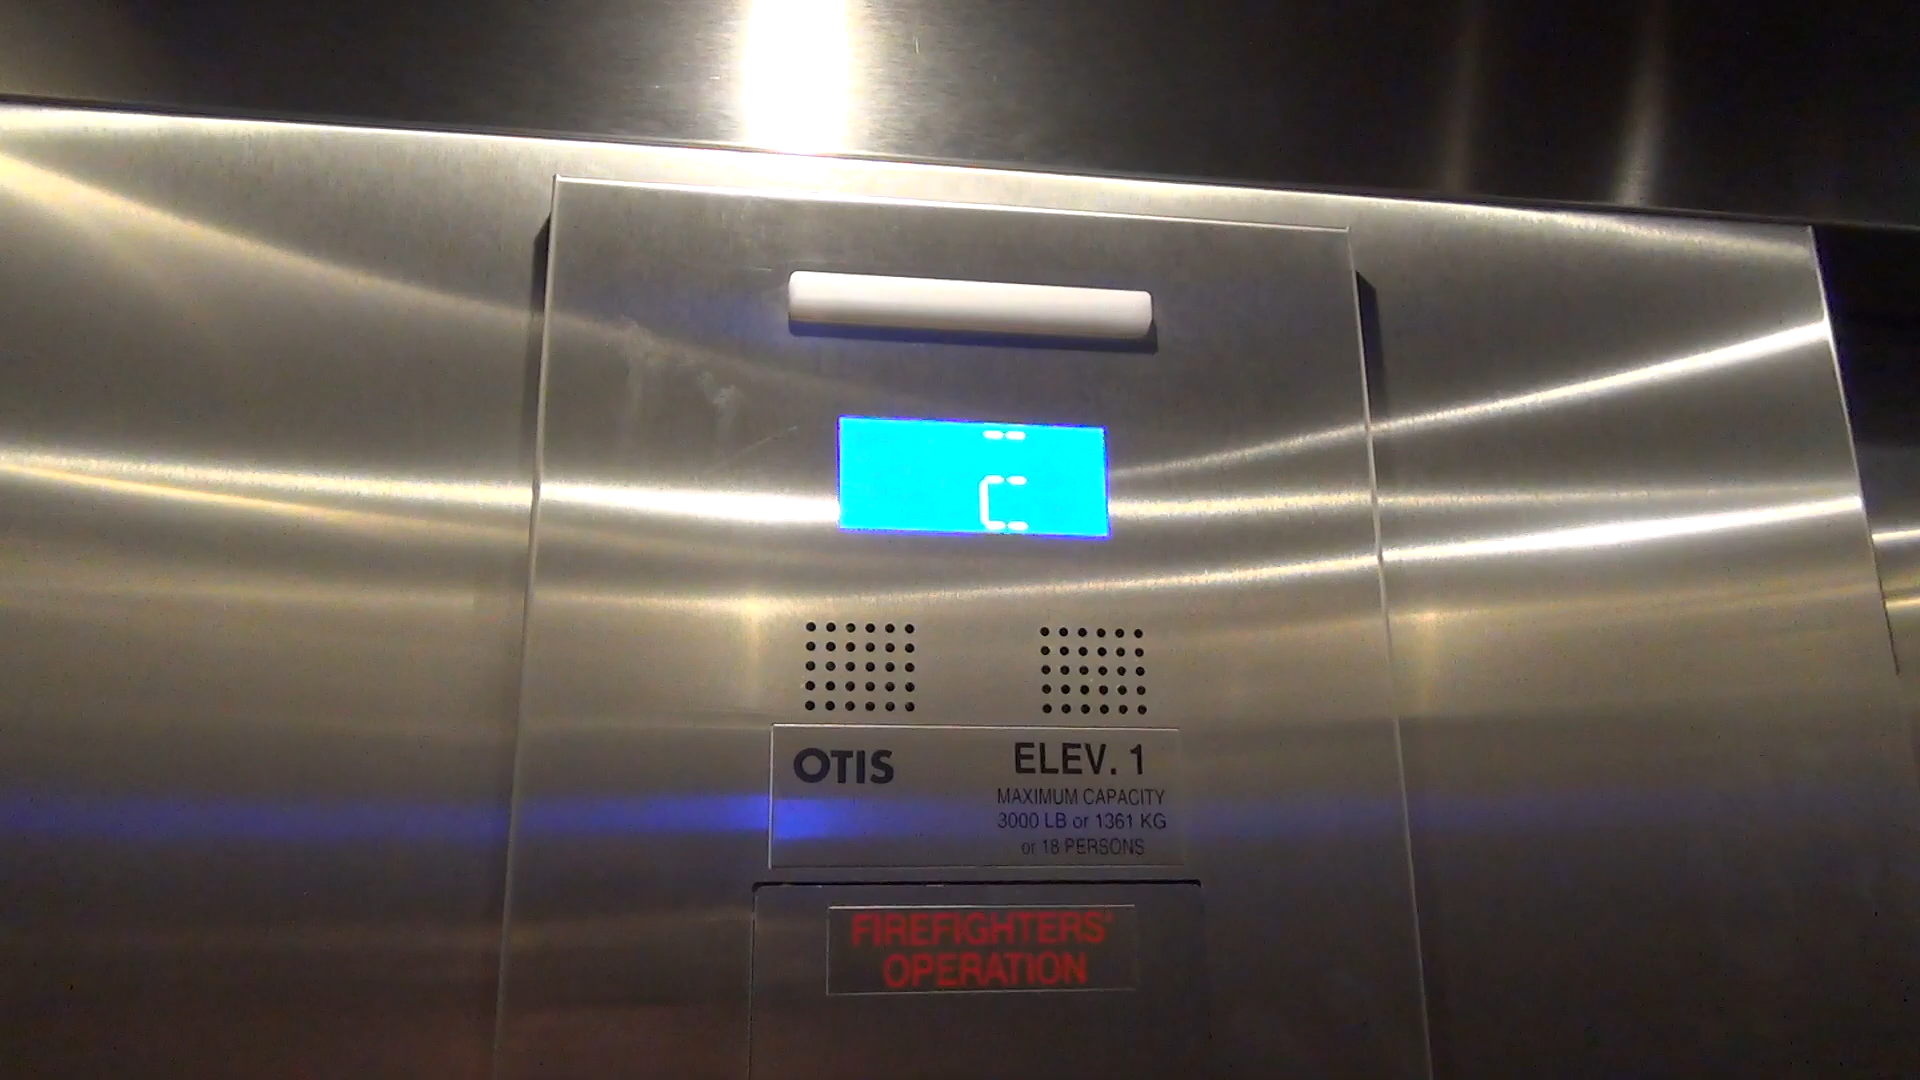 OTIS
ELEV. 1
MAXIMUM CAPACITY
3000 LB or 1361 KG
or 18 PERSONS
FIREFIGHTERS'
OPERATION